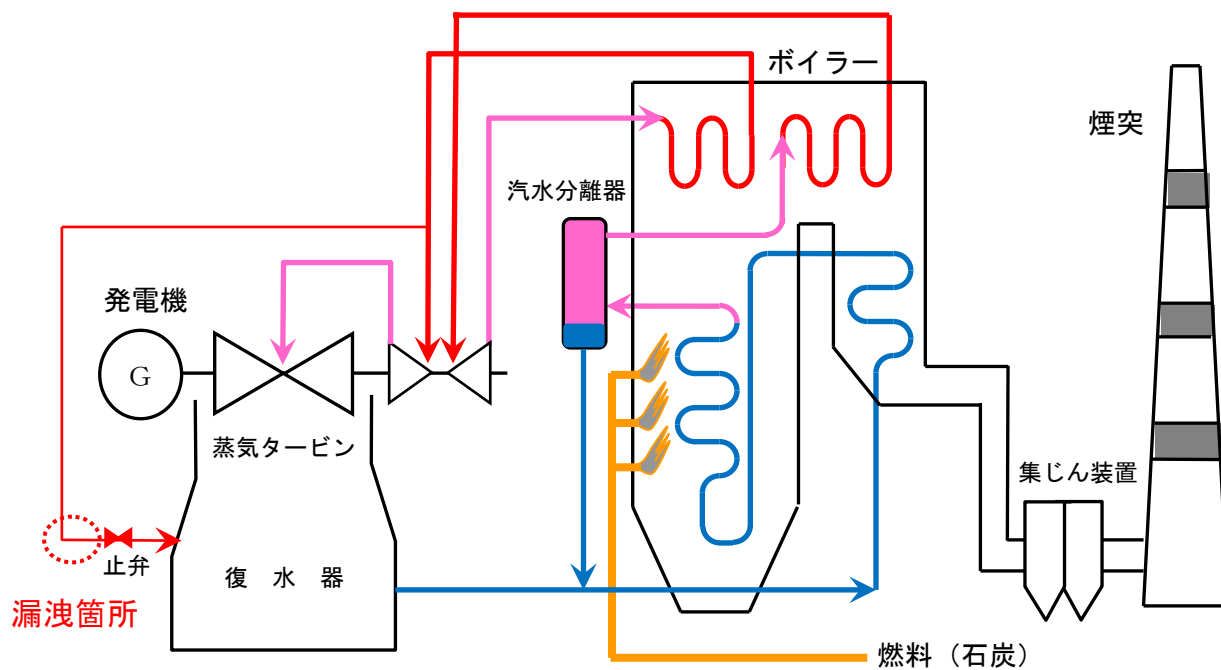 ボイラー
煙突
汽水分離器
発電機
G
蒸気タービン
集じん装置
止弁
復 水 器
漏洩箇所
燃料（石炭）